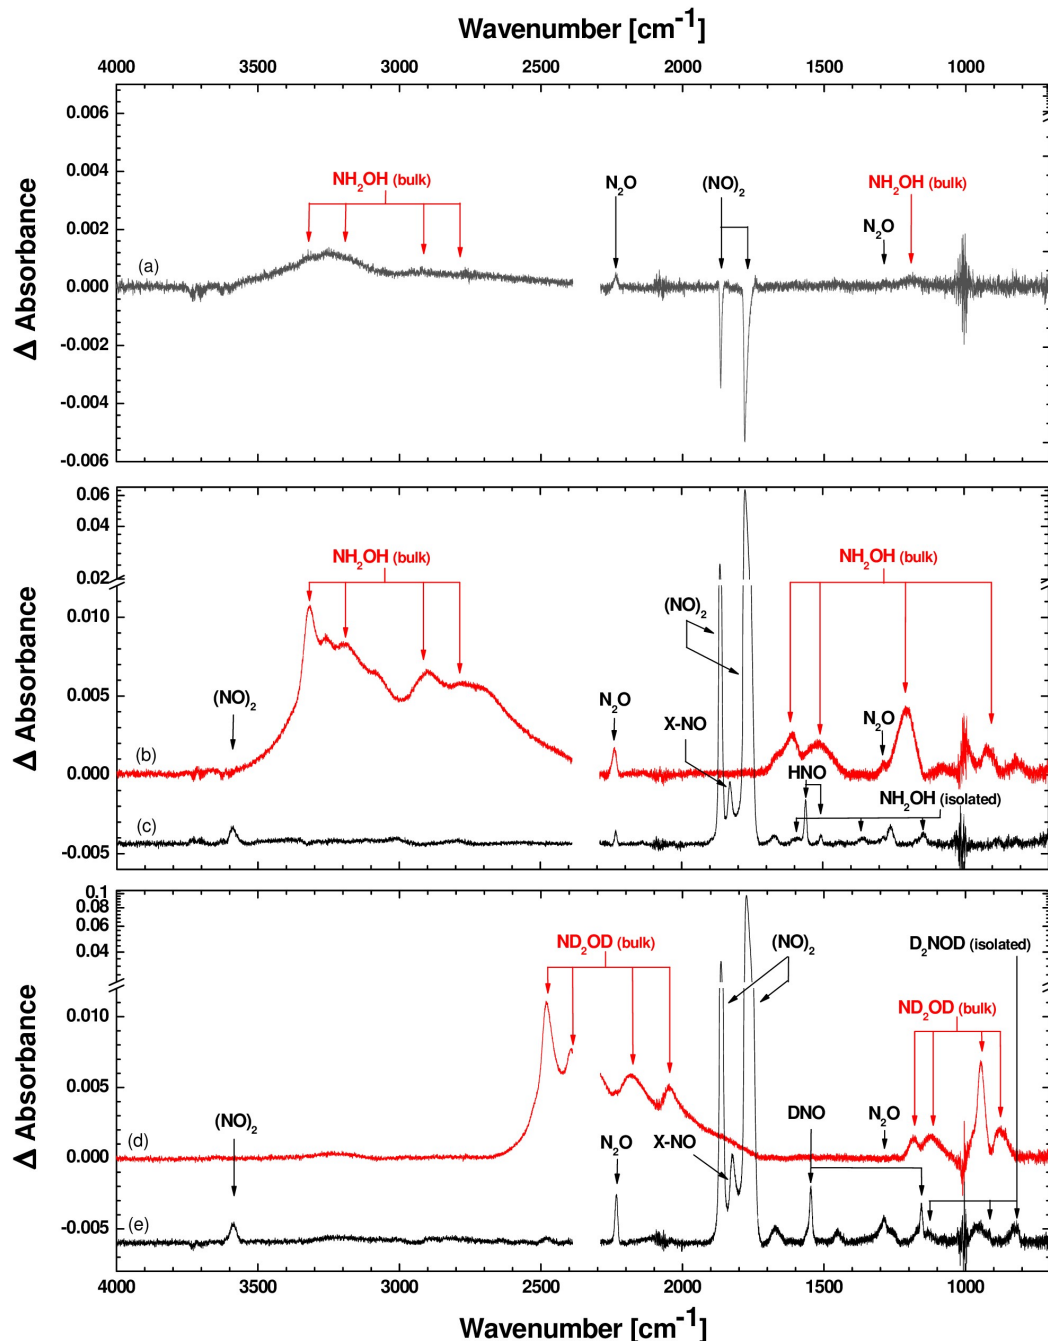 Wavenumber [cm⁻¹]
4000 3500 3000 2500 2000 1500 1000
Δ Absorbance
0.006
0.004
0.002
0.000
-0.002
-0.004
-0.006
NH₂OH (bulk)
N₂O
(NO)₂
NH₂OH (bulk)
N₂O
(a)
Δ Absorbance
0.06
0.04
0.02
0.010
0.005
0.000
-0.005
NH₂OH (bulk)
NH₂OH (bulk)
(NO)₂
(NO)₂
N₂O
X-NO
N₂O
HNO
NH₂OH (isolated)
(b)
(c)
Δ Absorbance
0.1
0.08
0.06
0.04
0.010
0.005
0.000
-0.005
ND₂OD (bulk)
(NO)₂
D₂NOD (isolated)
ND₂OD (bulk)
(NO)₂
N₂O
X-NO
DNO
N₂O
(d)
(e)
4000 3500 3000 2500 2000 1500 1000
Wavenumber [cm⁻¹]